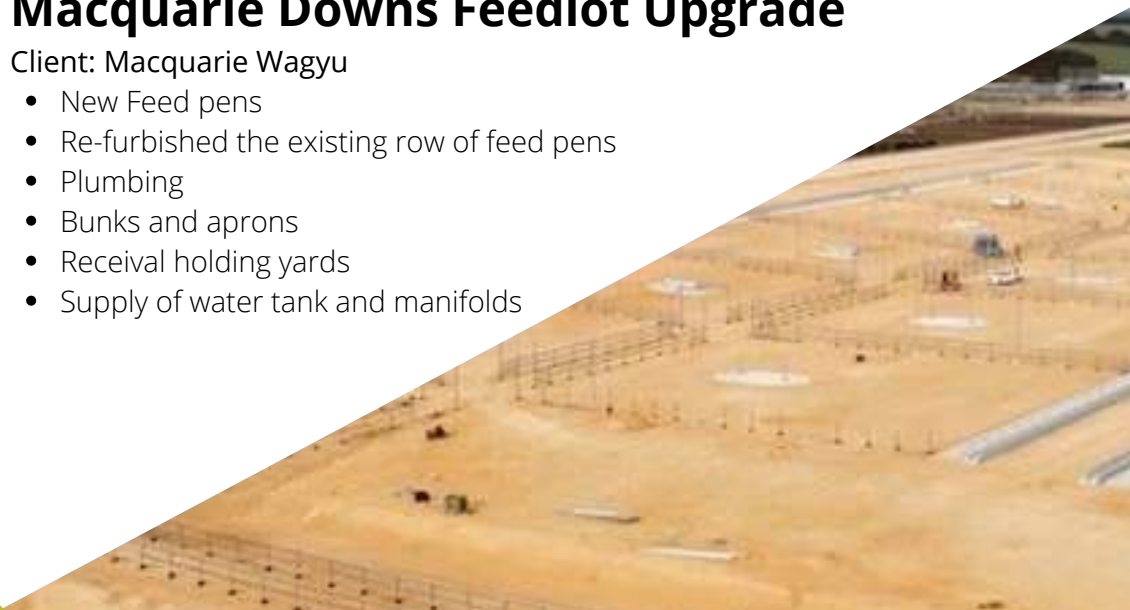 Macquarie Downs Feedlot Upgrade
Client: Macquarie Wagyu
• New Feed pens
• Re-furbished the existing row of feed pens
• Plumbing
• Bunks and aprons
• Receival holding yards
• Supply of water tank and manifolds